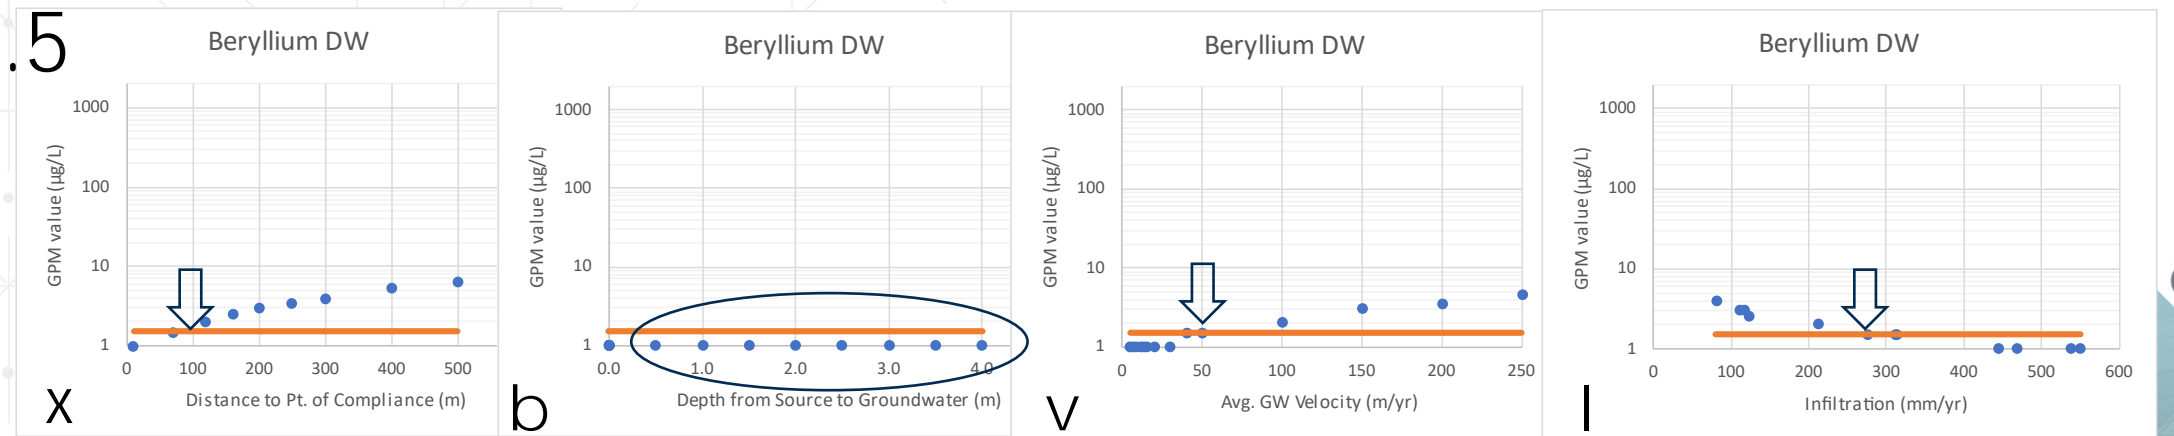 .5
Beryllium DW
GPM value (µg/L)
1000
100
10
1
0 100 200 300 400 500
Distance to Pt. of Compliance (m)
x
Beryllium DW
GPM value (µg/L)
1000
100
10
1
0.0 1.0 2.0 3.0 4.0
Depth from Source to Groundwater (m)
b
Beryllium DW
GPM value (µg/L)
1000
100
10
1
0 50 100 150 200 250
Avg. GW Velocity (m/yr)
v
Beryllium DW
GPM value (µg/L)
1000
100
10
1
0 100 200 300 400 500 600
Infiltration (mm/yr)
I